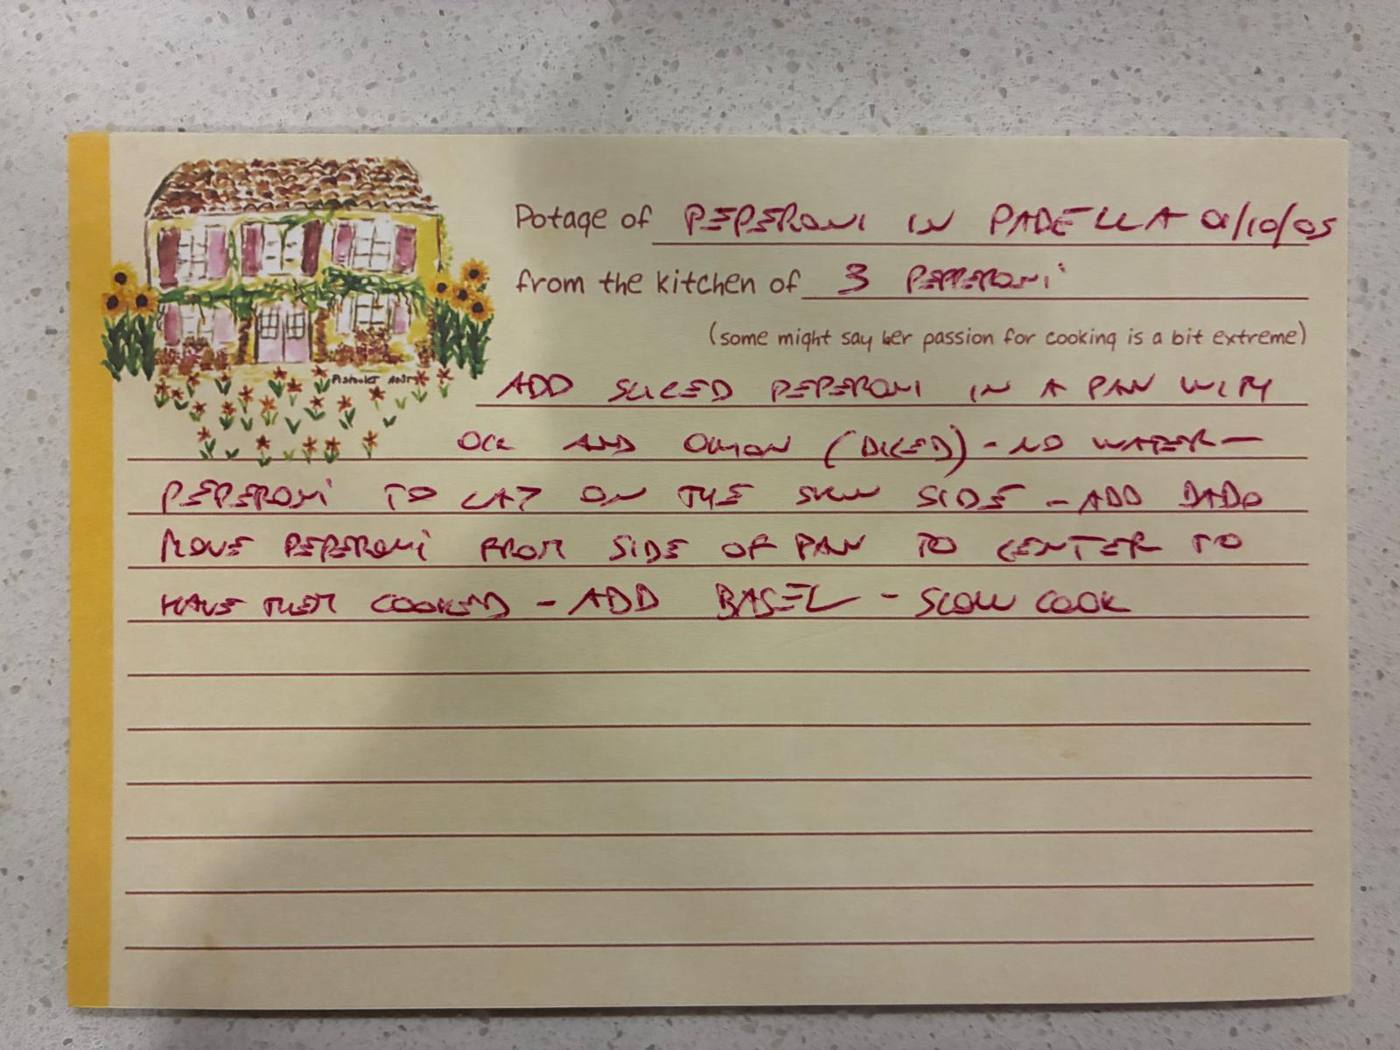 Potage of PEPERONI IN PADELLA 01/10/05
from the kitchen of 3 PEPERONI
(some might say her passion for cooking is a bit extreme)
ADD SLICED PEPERONI IN A PAN WITH
OIL AND ONION (DICED) - NO WATER -
PEPERONI TO LAY ON THE SKIN SIDE - ADD DADO
MOVE PEPERONI FROM SIDE OF PAN TO CENTER TO
HAVE THEM COOKED - ADD BASEL - SLOW COOK